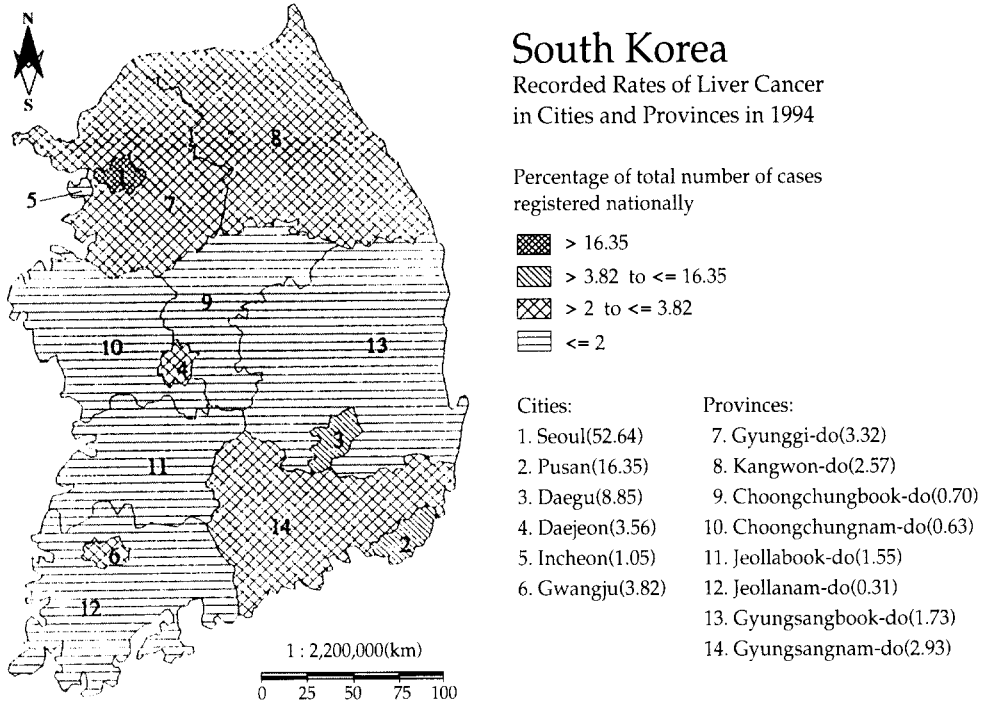 N
S
South Korea
Recorded Rates of Liver Cancer
in Cities and Provinces in 1994
Percentage of total number of cases
registered nationally
> 16.35
> 3.82 to <= 16.35
> 2 to <= 3.82
<= 2
Cities:
1. Seoul(52.64)
2. Pusan(16.35)
3. Daegu(8.85)
4. Daejeon(3.56)
5. Incheon(1.05)
6. Gwangju(3.82)
Provinces:
7. Gyunggi-do(3.32)
8. Kangwon-do(2.57)
9. Choongchungbook-do(0.70)
10. Choongchungnam-do(0.63)
11. Jeollabook-do(1.55)
12. Jeollanam-do(0.31)
13. Gyungsangbook-do(1.73)
14. Gyungsangnam-do(2.93)
8
1
5
7
9
10
13
4
3
11
14
2
6
12
1 : 2,200,000(km)
0 25 50 75 100